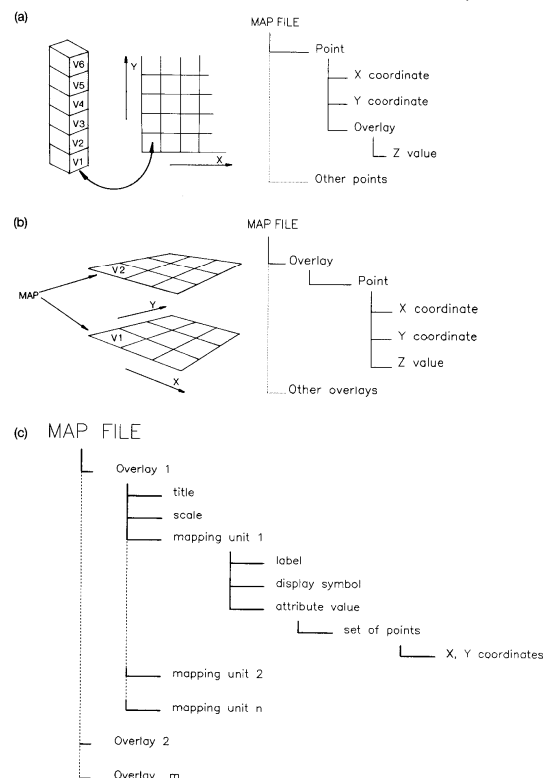 (a)
MAP FILE
Point
X coordinate
Y coordinate
Overlay
Z value
Other points
V6
V5
V4
V3
V2
V1
Y
X
(b)
MAP FILE
Overlay
Point
X coordinate
Y coordinate
Z value
Other overlays
MAP
V2
Y
V1
X
(c) MAP FILE
Overlay 1
title
scale
mapping unit 1
label
display symbol
attribute value
set of points
X, Y coordinates
mapping unit 2
mapping unit n
Overlay 2
Overlay m